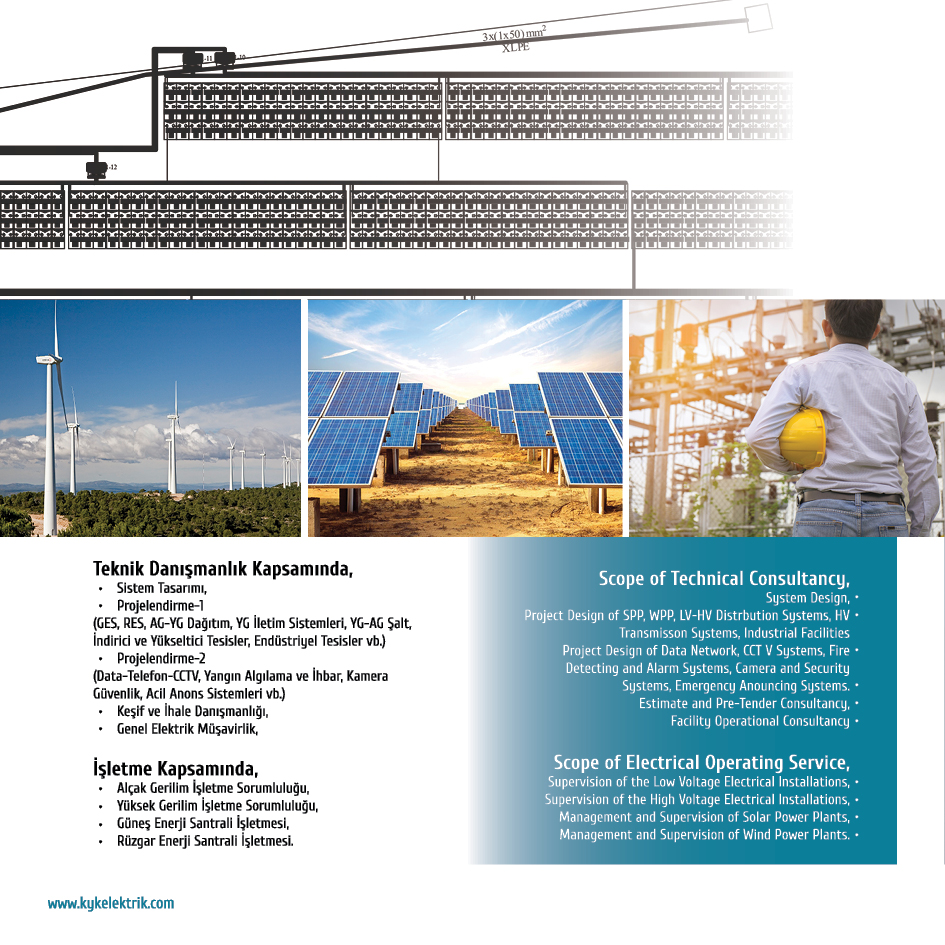 3x(1x50) mm²
XLPE
-11
-10
-12
Teknik Danışmanlık Kapsamında,
• Sistem Tasarımı,
• Projelendirme-1
(GES, RES, AG-YG Dağıtım, YG İletim Sistemleri, YG-AG Şalt,
İndirici ve Yükseltici Tesisler, Endüstriyel Tesisler vb.)
• Projelendirme-2
(Data-Telefon-CCTV, Yangın Algılama ve İhbar, Kamera
Güvenlik, Acil Anons Sistemleri vb.)
• Keşif ve İhale Danışmanlığı,
• Genel Elektrik Müşavirlik,
İşletme Kapsamında,
• Alçak Gerilim İşletme Sorumluluğu,
• Yüksek Gerilim İşletme Sorumluluğu,
• Güneş Enerji Santrali İşletmesi,
• Rüzgar Enerji Santrali İşletmesi.
Scope of Technical Consultancy,
System Design, •
Project Design of SPP, WPP, LV-HV Distrbution Systems, HV •
Transmisson Systems, Industrial Facilities
Project Design of Data Network, CCT V Systems, Fire •
Detecting and Alarm Systems, Camera and Security
Systems, Emergency Anouncing Systems. •
Estimate and Pre-Tender Consultancy, •
Facility Operational Consultancy •
Scope of Electrical Operating Service,
Supervision of the Low Voltage Electrical Installations, •
Supervision of the High Voltage Electrical Installations, •
Management and Supervision of Solar Power Plants, •
Management and Supervision of Wind Power Plants. •
www.kykelektrik.com